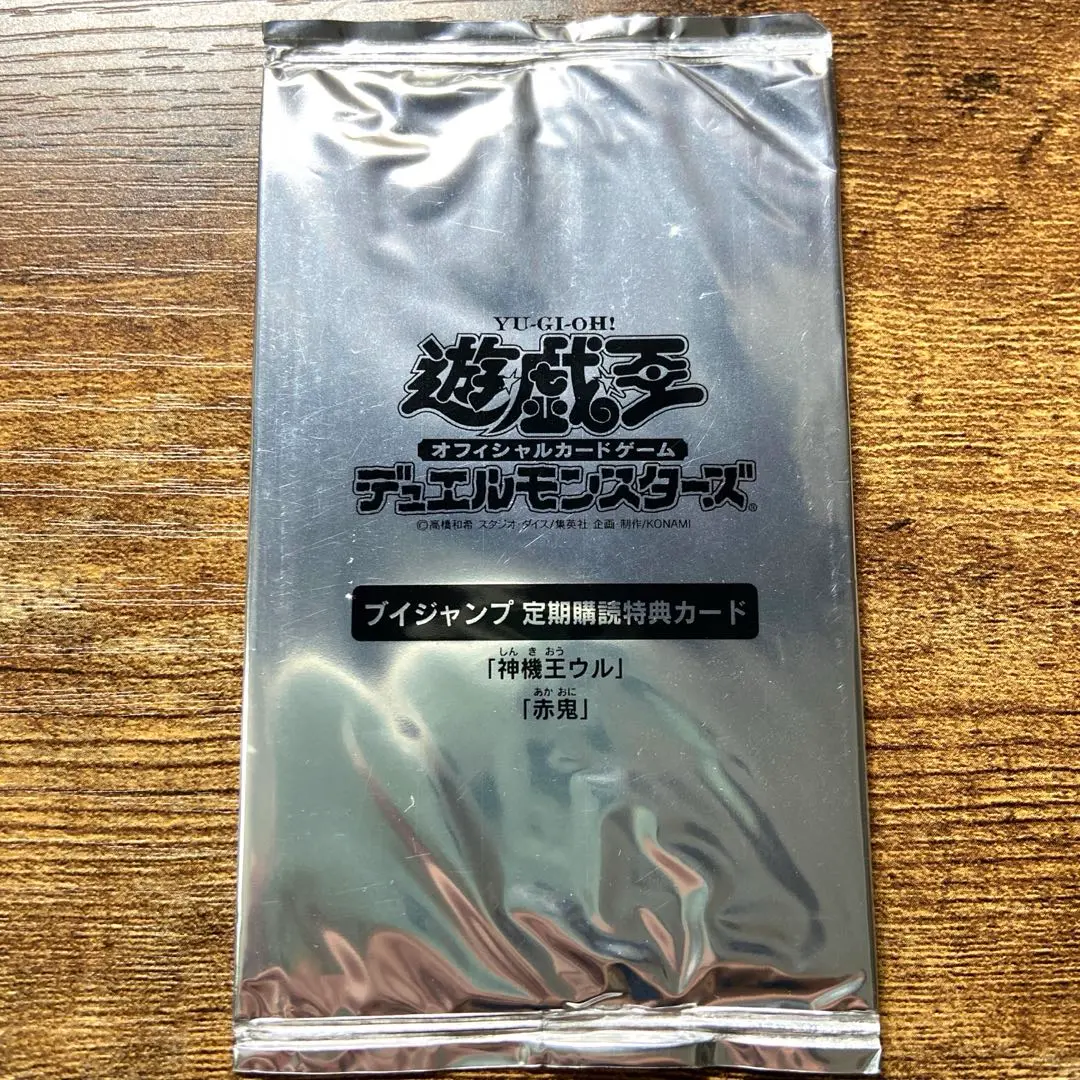 YU-GI-OH!
遊戯王
オフィシャルカードゲーム
デュエルモンスターズ®
©高橋和希 スタジオ・ダイス/集英社 企画・制作/KONAMI
ブイジャンプ 定期購読特典カード
しん き おう
「神機王ウル」
あか おに
「赤鬼」